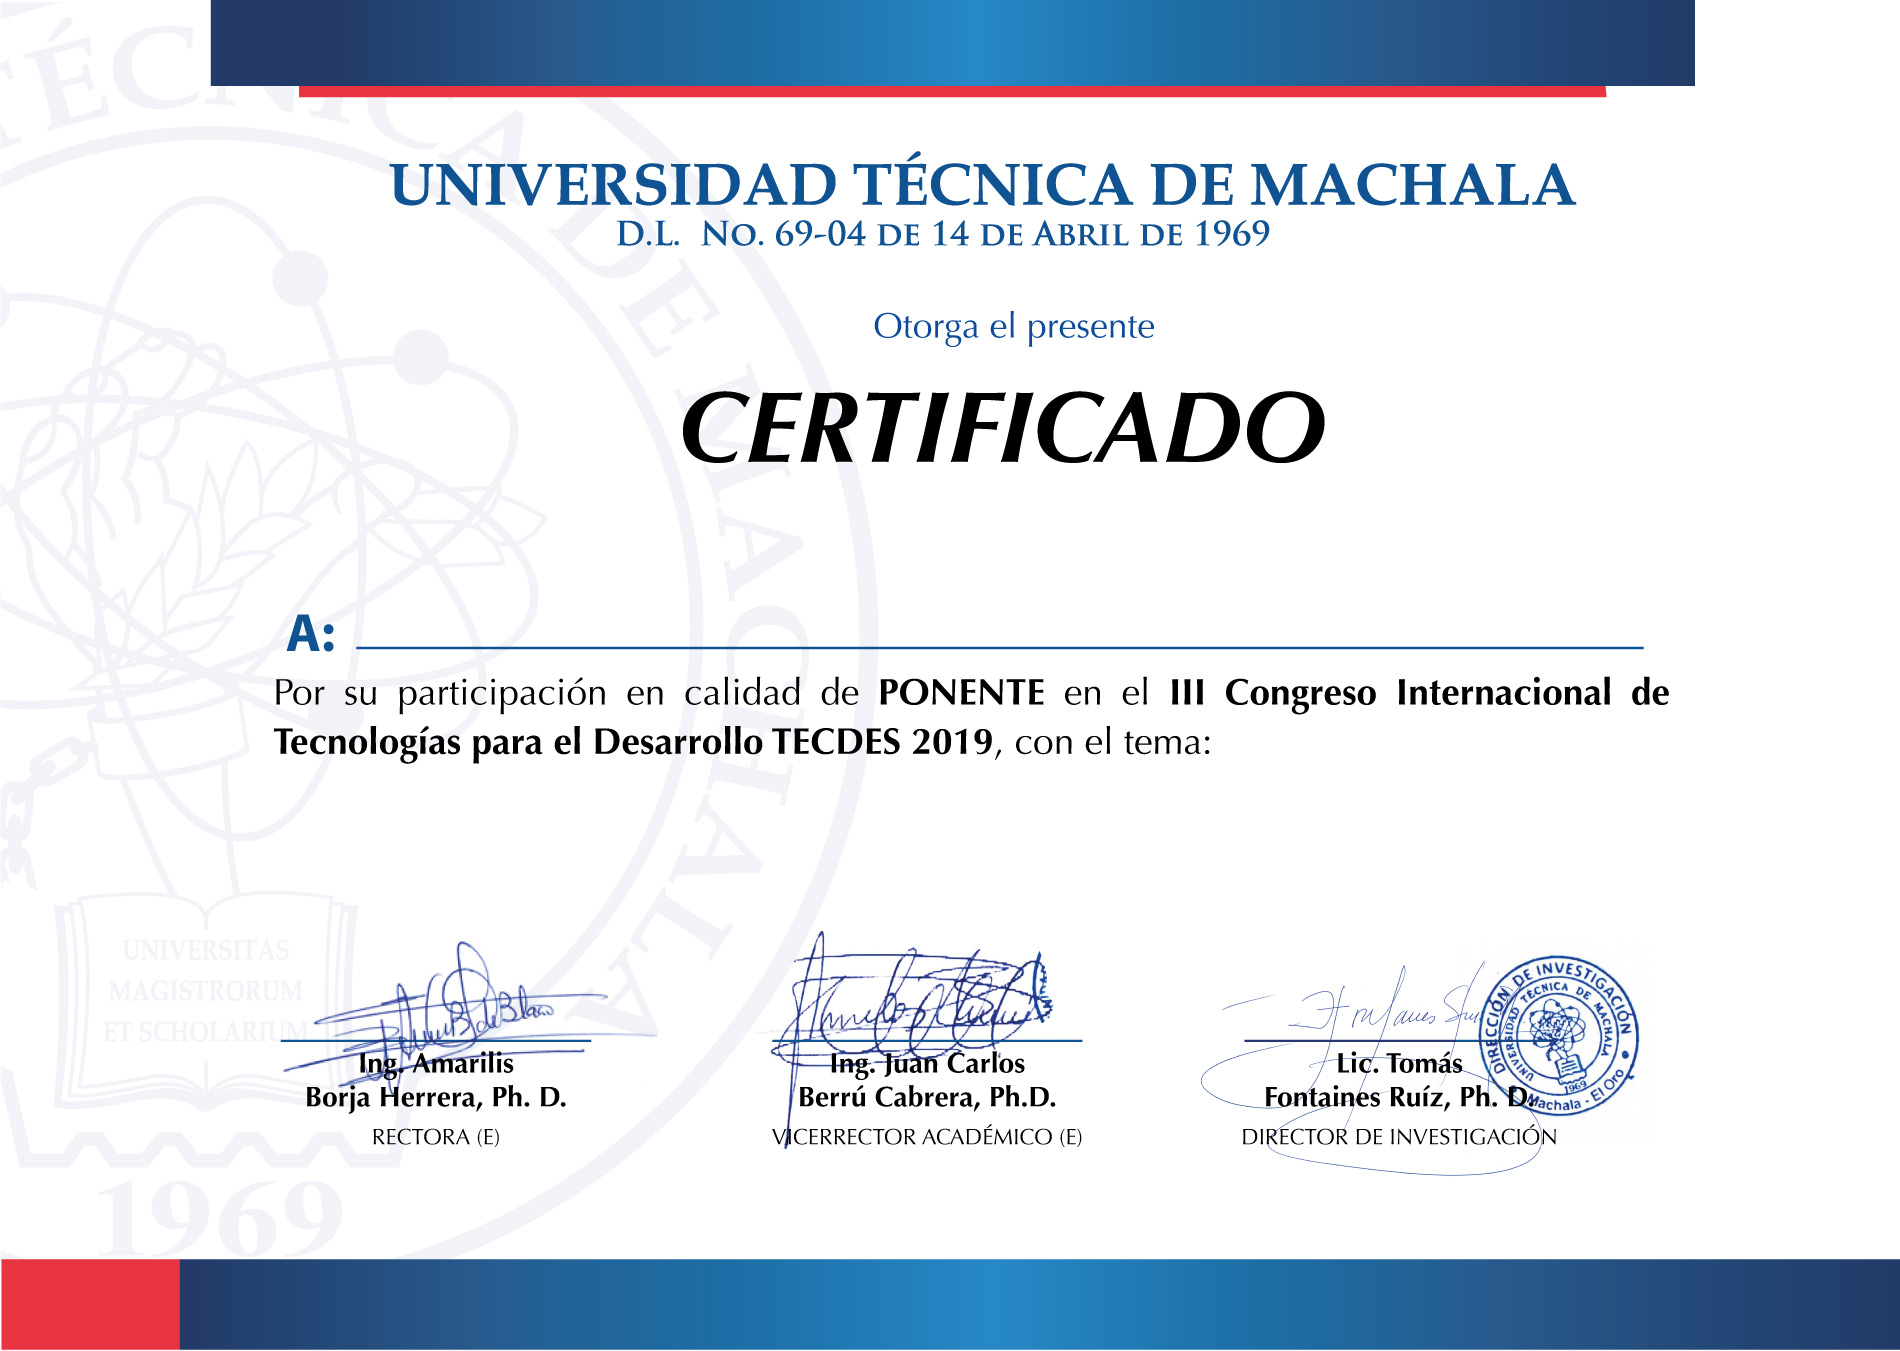 UNIVERSIDAD TÉCNICA DE MACHALA
D.L. No. 69-04 DE 14 DE ABRIL DE 1969
Otorga el presente
CERTIFICADO
A:
Por su participación en calidad de PONENTE en el III Congreso Internacional de
Tecnologías para el Desarrollo TECDES 2019, con el tema:
Ing. Amarilis
Borja Herrera, Ph. D.
RECTORA (E)
Ing. Juan Carlos
Berrú Cabrera, Ph.D.
VICERRECTOR ACADÉMICO (E)
Lic. Tomás
Fontaines Ruíz, Ph. D.
DIRECTOR DE INVESTIGACIÓN
DIRECCIÓN DE INVESTIGACIÓN
UNIVERSIDAD TÉCNICA DE MACHALA
1969
Machala - El Oro
TÉCNICA DE MACHALA
UNIVERSITAS
MAGISTRORUM
ET SCHOLARIUM
1969